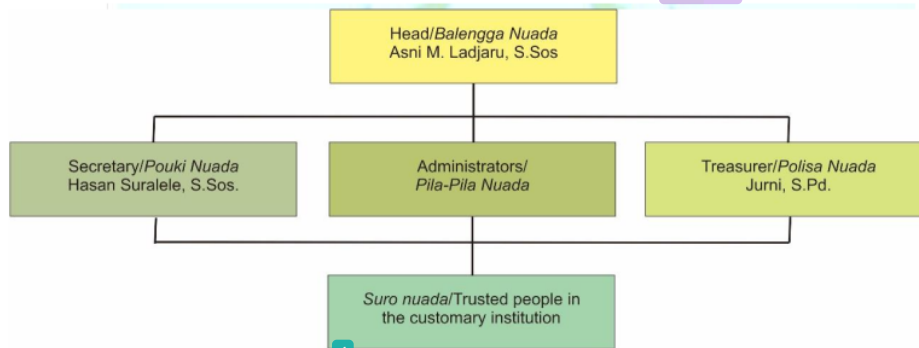 Head/Balengga Nuada
Asni M. Ladjaru, S.Sos
Secretary/Pouki Nuada
Hasan Suralele, S.Sos.
Administrators/
Pila-Pila Nuada
Treasurer/Polisa Nuada
Jurni, S.Pd.
Suro nuada/Trusted people in
the customary institution